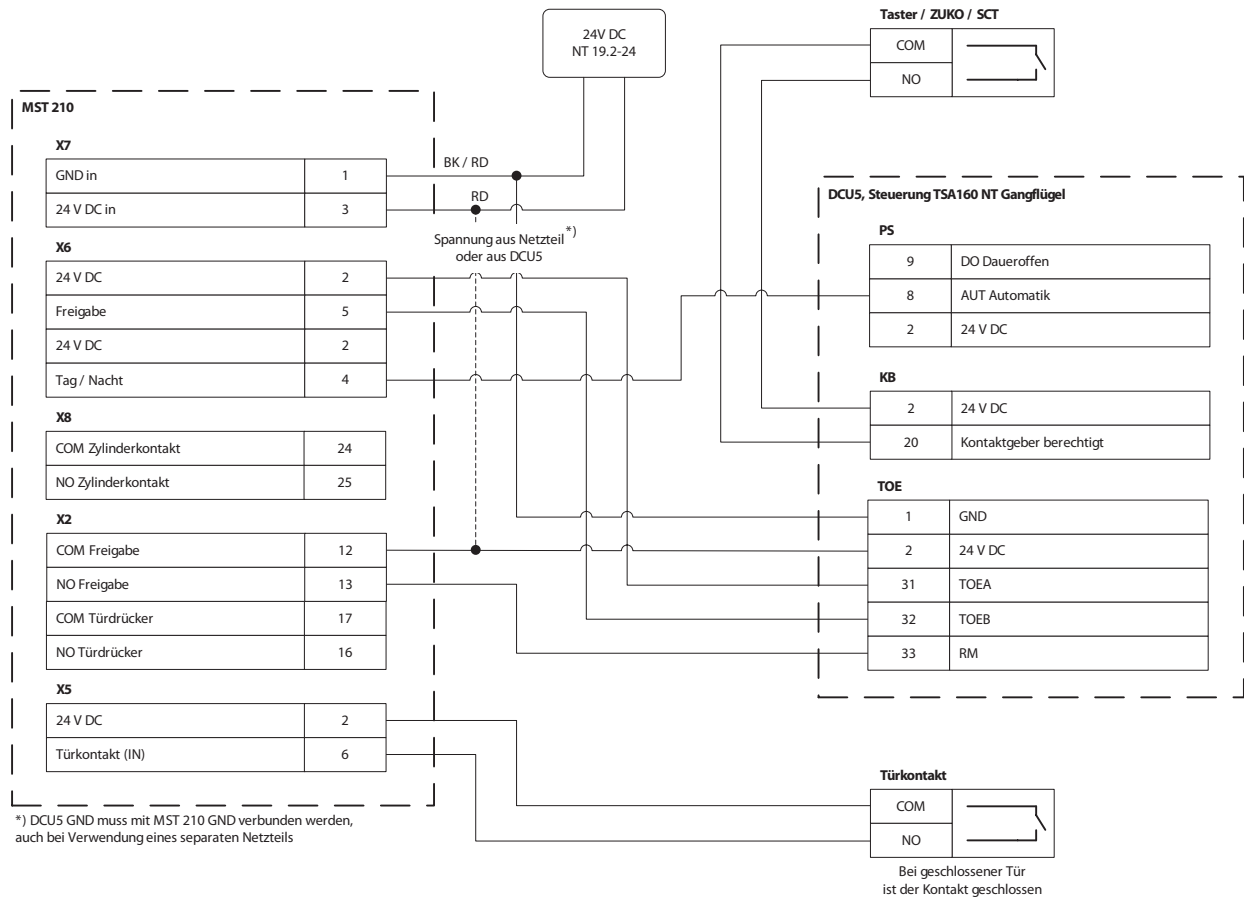 Taster / ZUKO / SCT
24V DC
NT 19.2-24
COM
NO
MST 210
X7
GND in 1
24 V DC in 3
BK / RD
RD
Spannung aus Netzteil *)
oder aus DCU5
X6
24 V DC 2
Freigabe 5
24 V DC 2
Tag / Nacht 4
X8
COM Zylinderkontakt 24
NO Zylinderkontakt 25
X2
COM Freigabe 12
NO Freigabe 13
COM Türdrücker 17
NO Türdrücker 16
X5
24 V DC 2
Türkontakt (IN) 6
*) DCU5 GND muss mit MST 210 GND verbunden werden,
auch bei Verwendung eines separaten Netzteils
DCU5, Steuerung TSA160 NT Gangflügel
PS
9 DO Daueroffen
8 AUT Automatik
2 24 V DC
KB
2 24 V DC
20 Kontaktgeber berechtigt
TOE
1 GND
2 24 V DC
31 TOEA
32 TOEB
33 RM
Türkontakt
COM
NO
Bei geschlossener Tür
ist der Kontakt geschlossen